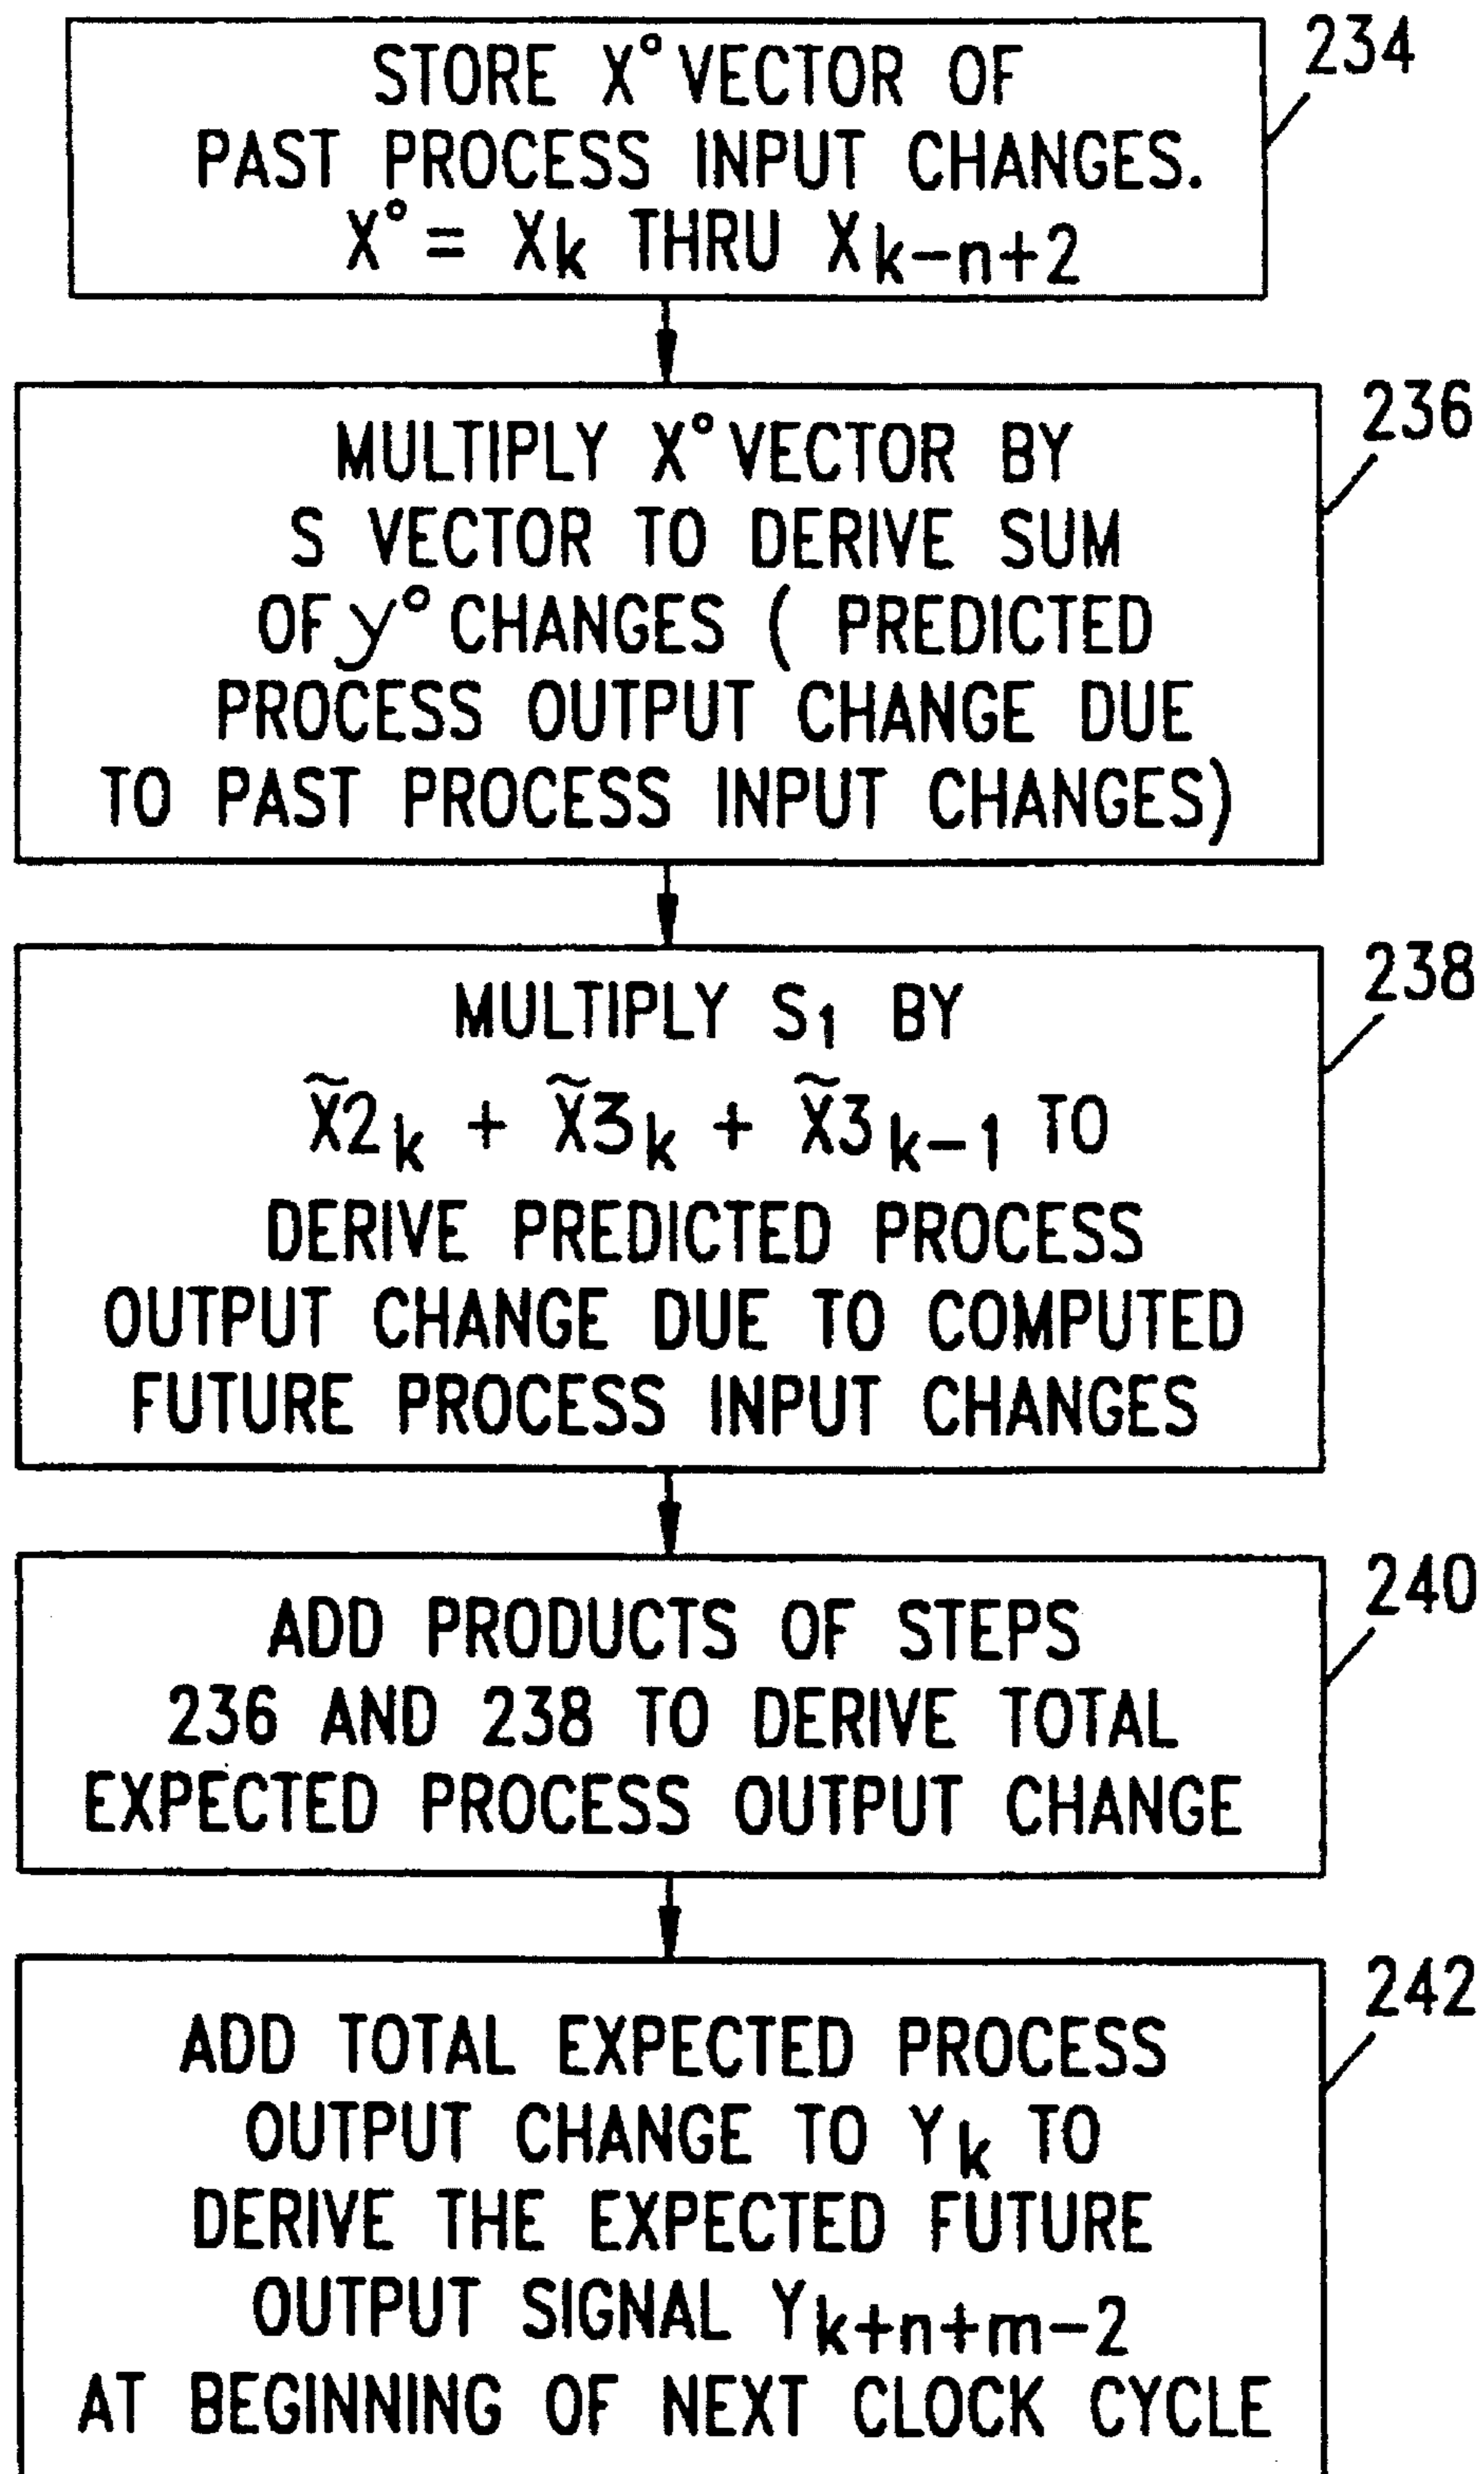 STORE X° VECTOR OF
PAST PROCESS INPUT CHANGES.
X° = Xk THRU Xk-n+2
234
MULTIPLY X° VECTOR BY
S VECTOR TO DERIVE SUM
OF y° CHANGES ( PREDICTED
PROCESS OUTPUT CHANGE DUE
TO PAST PROCESS INPUT CHANGES)
236
MULTIPLY S1 BY
X̃2k + X̃3k + X̃3k-1 TO
DERIVE PREDICTED PROCESS
OUTPUT CHANGE DUE TO COMPUTED
FUTURE PROCESS INPUT CHANGES
238
ADD PRODUCTS OF STEPS
236 AND 238 TO DERIVE TOTAL
EXPECTED PROCESS OUTPUT CHANGE
240
ADD TOTAL EXPECTED PROCESS
OUTPUT CHANGE TO Yk TO
DERIVE THE EXPECTED FUTURE
OUTPUT SIGNAL Yk+n+m-2
AT BEGINNING OF NEXT CLOCK CYCLE
242